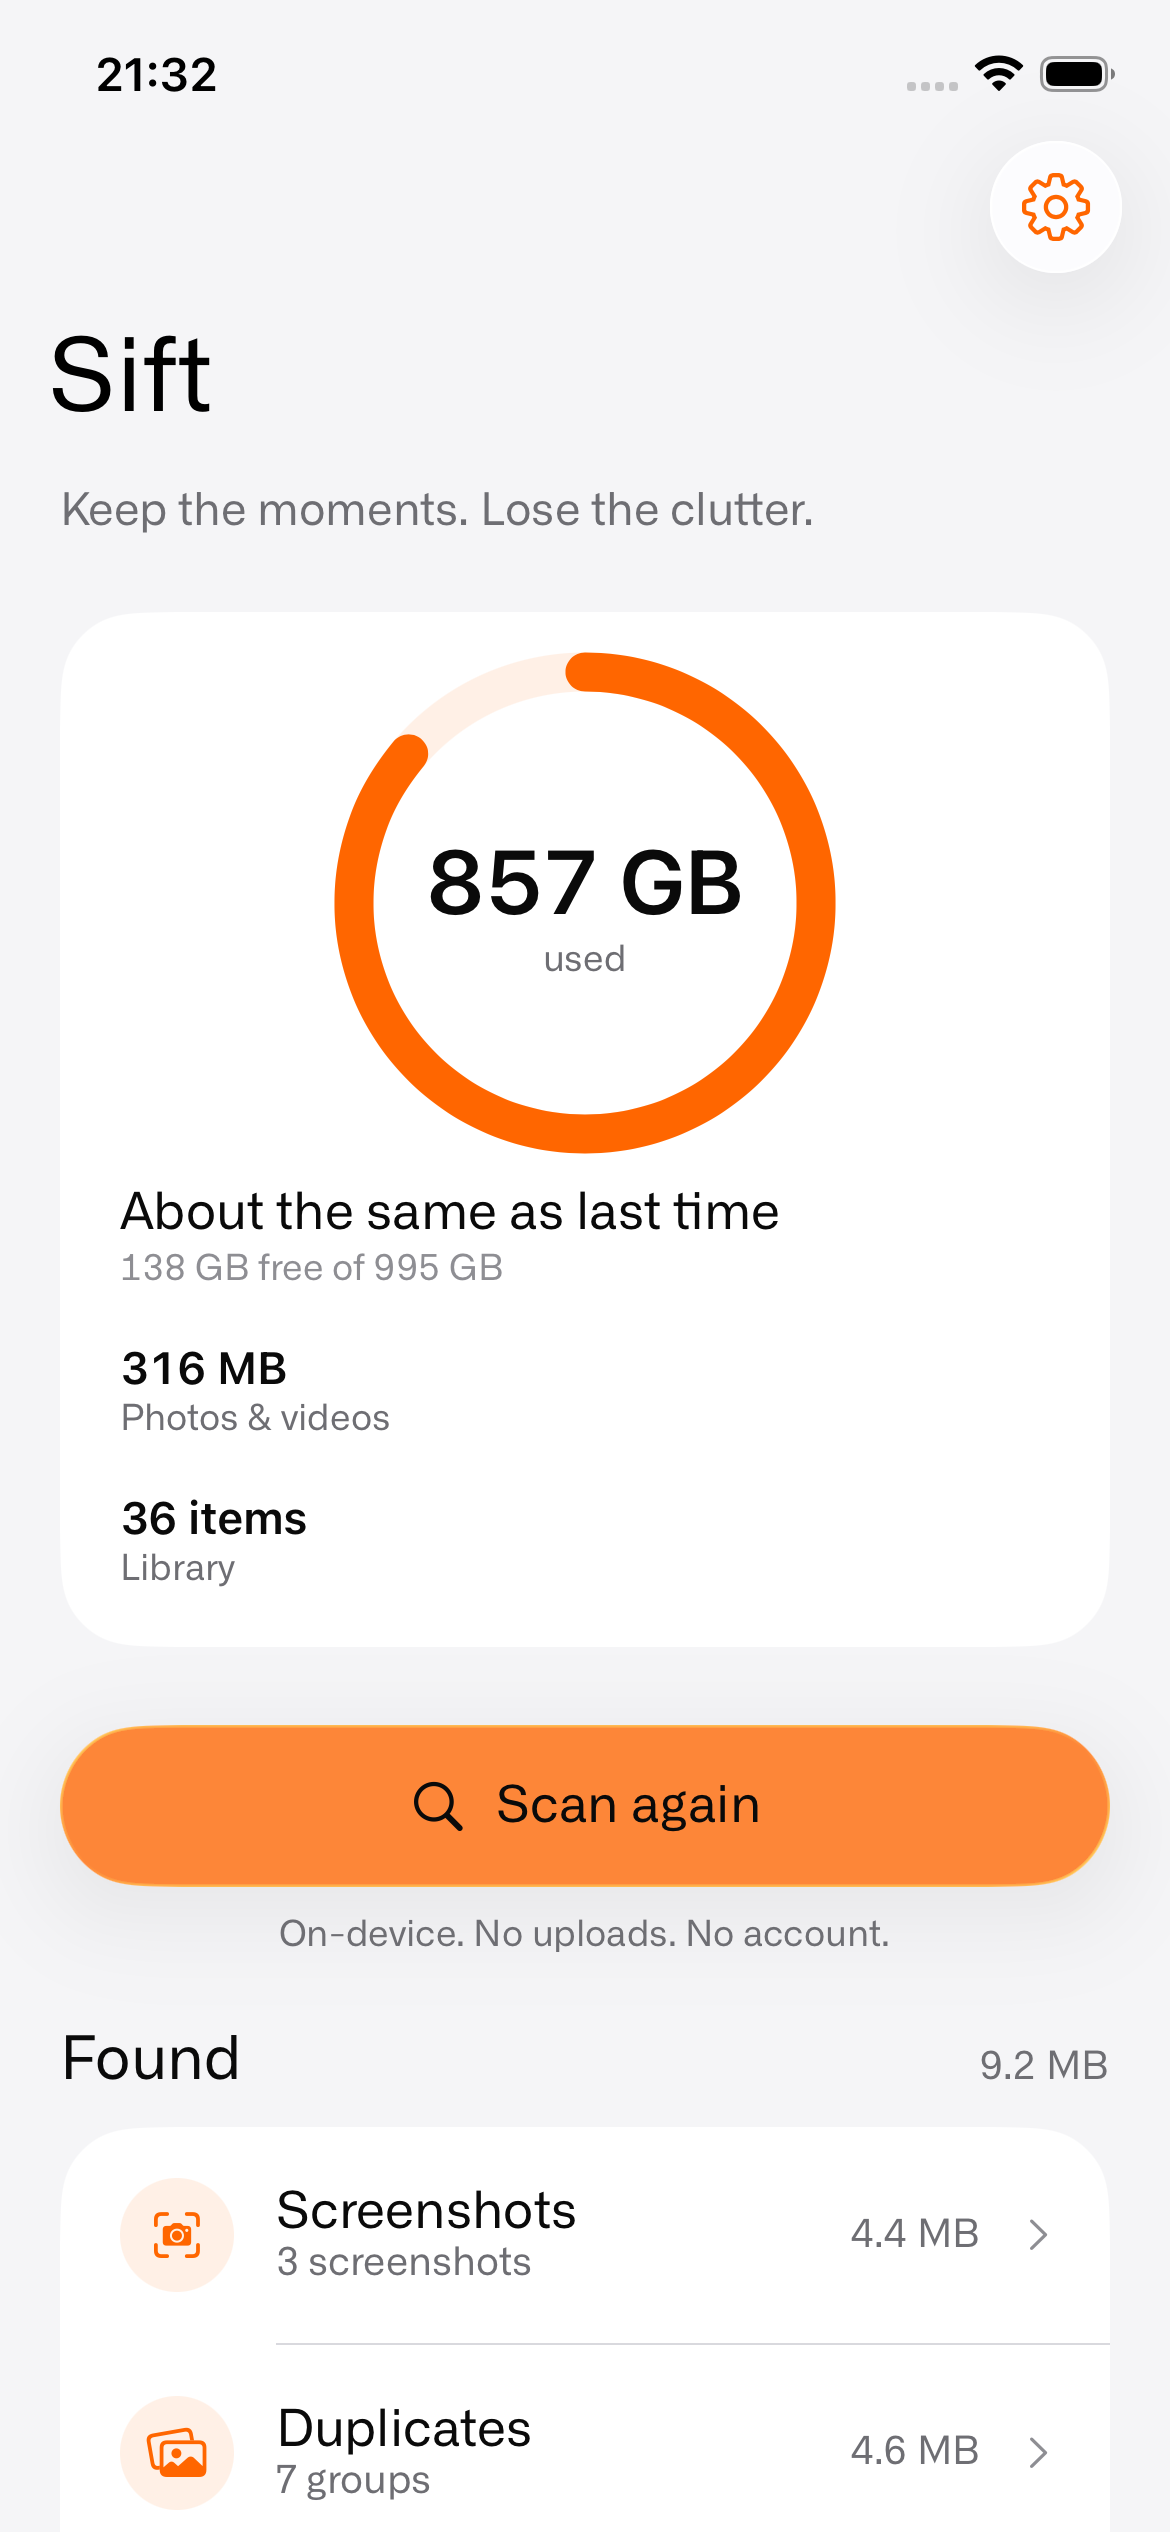 21:32
Sift
Keep the moments. Lose the clutter.
857 GB
used
About the same as last time
138 GB free of 995 GB
316 MB
Photos & videos
36 items
Library
Scan again
On-device. No uploads. No account.
Found
9.2 MB
Screenshots
3 screenshots
4.4 MB
Duplicates
7 groups
4.6 MB